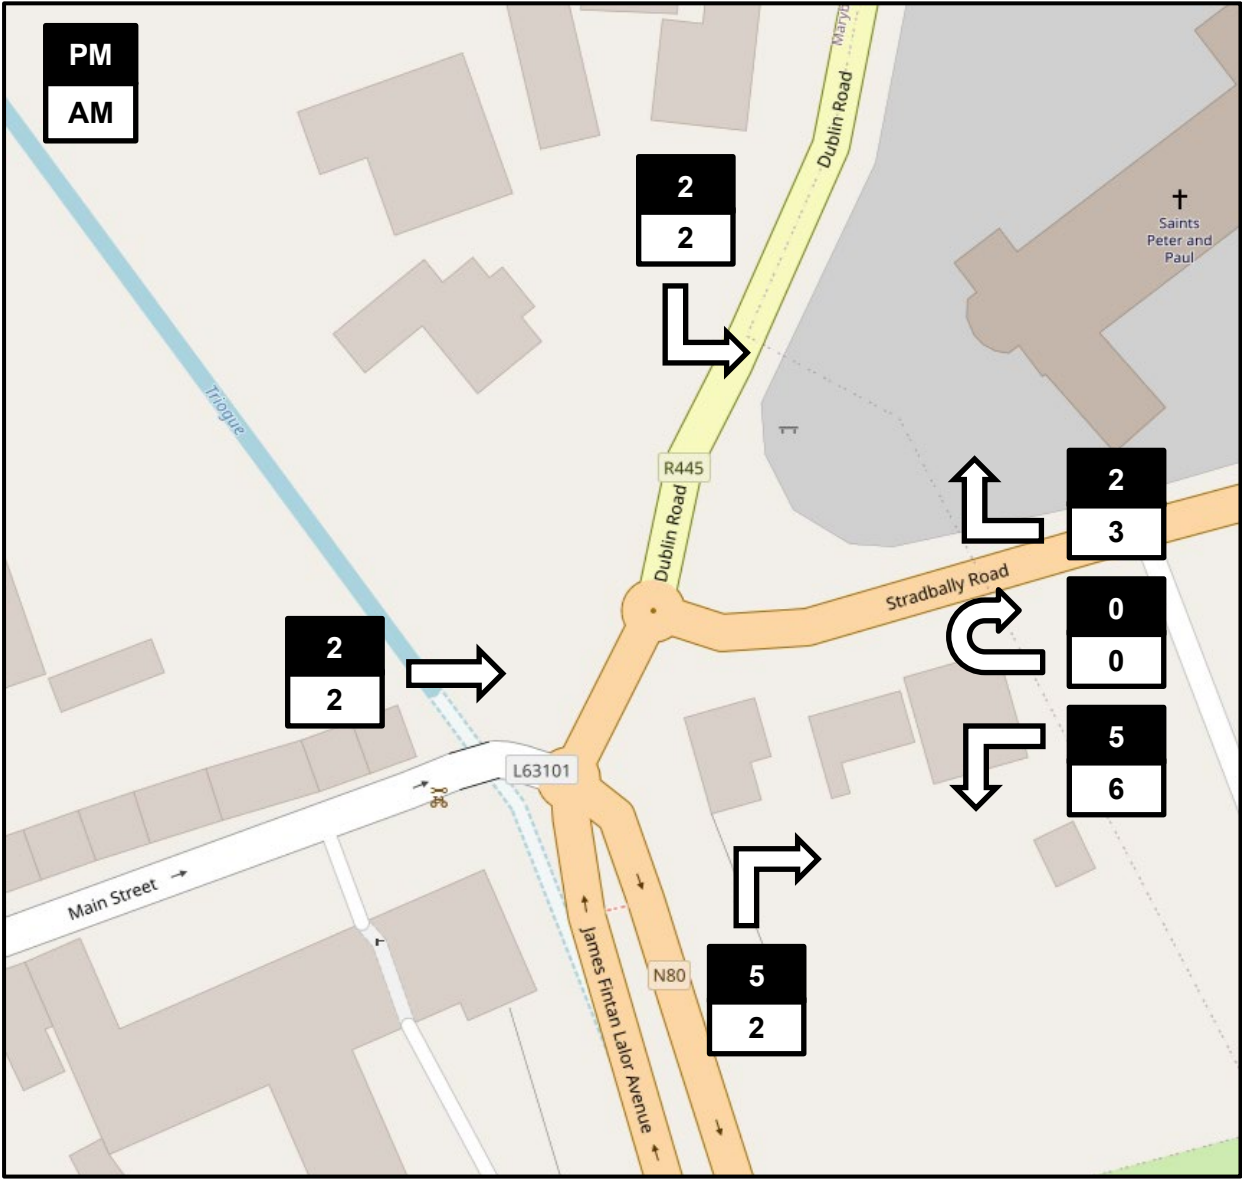 PM
AM
Maryb
Dublin Road
2
2
Saints
Peter and
Paul
Triogue
R445
Dublin Road
2
3
Stradbally Road
0
0
2
2
5
6
L63101
Main Street
James Fintan Lalor Avenue
N80
5
2